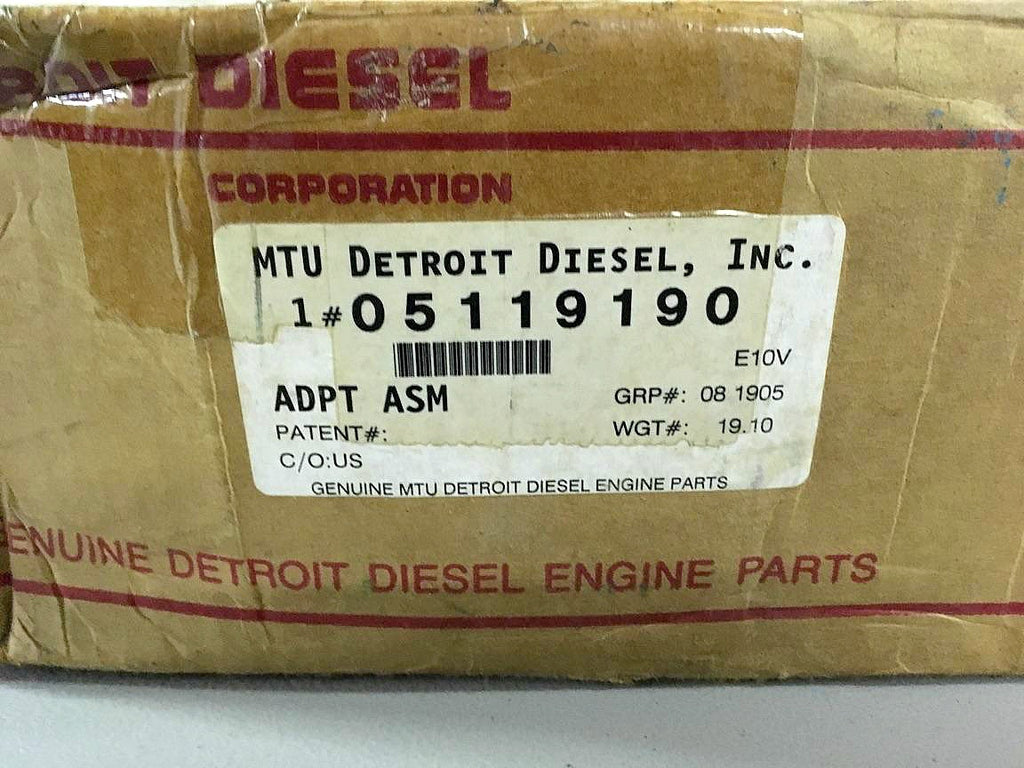 ROIT DIESEL
CORPORATION
MTU DETROIT DIESEL, INC.
1#05119190
E10V
ADPT ASM
GRP#: 08 1905
PATENT#:
WGT#: 19.10
C/O:US
GENUINE MTU DETROIT DIESEL ENGINE PARTS
ENUINE DETROIT DIESEL ENGINE PARTS